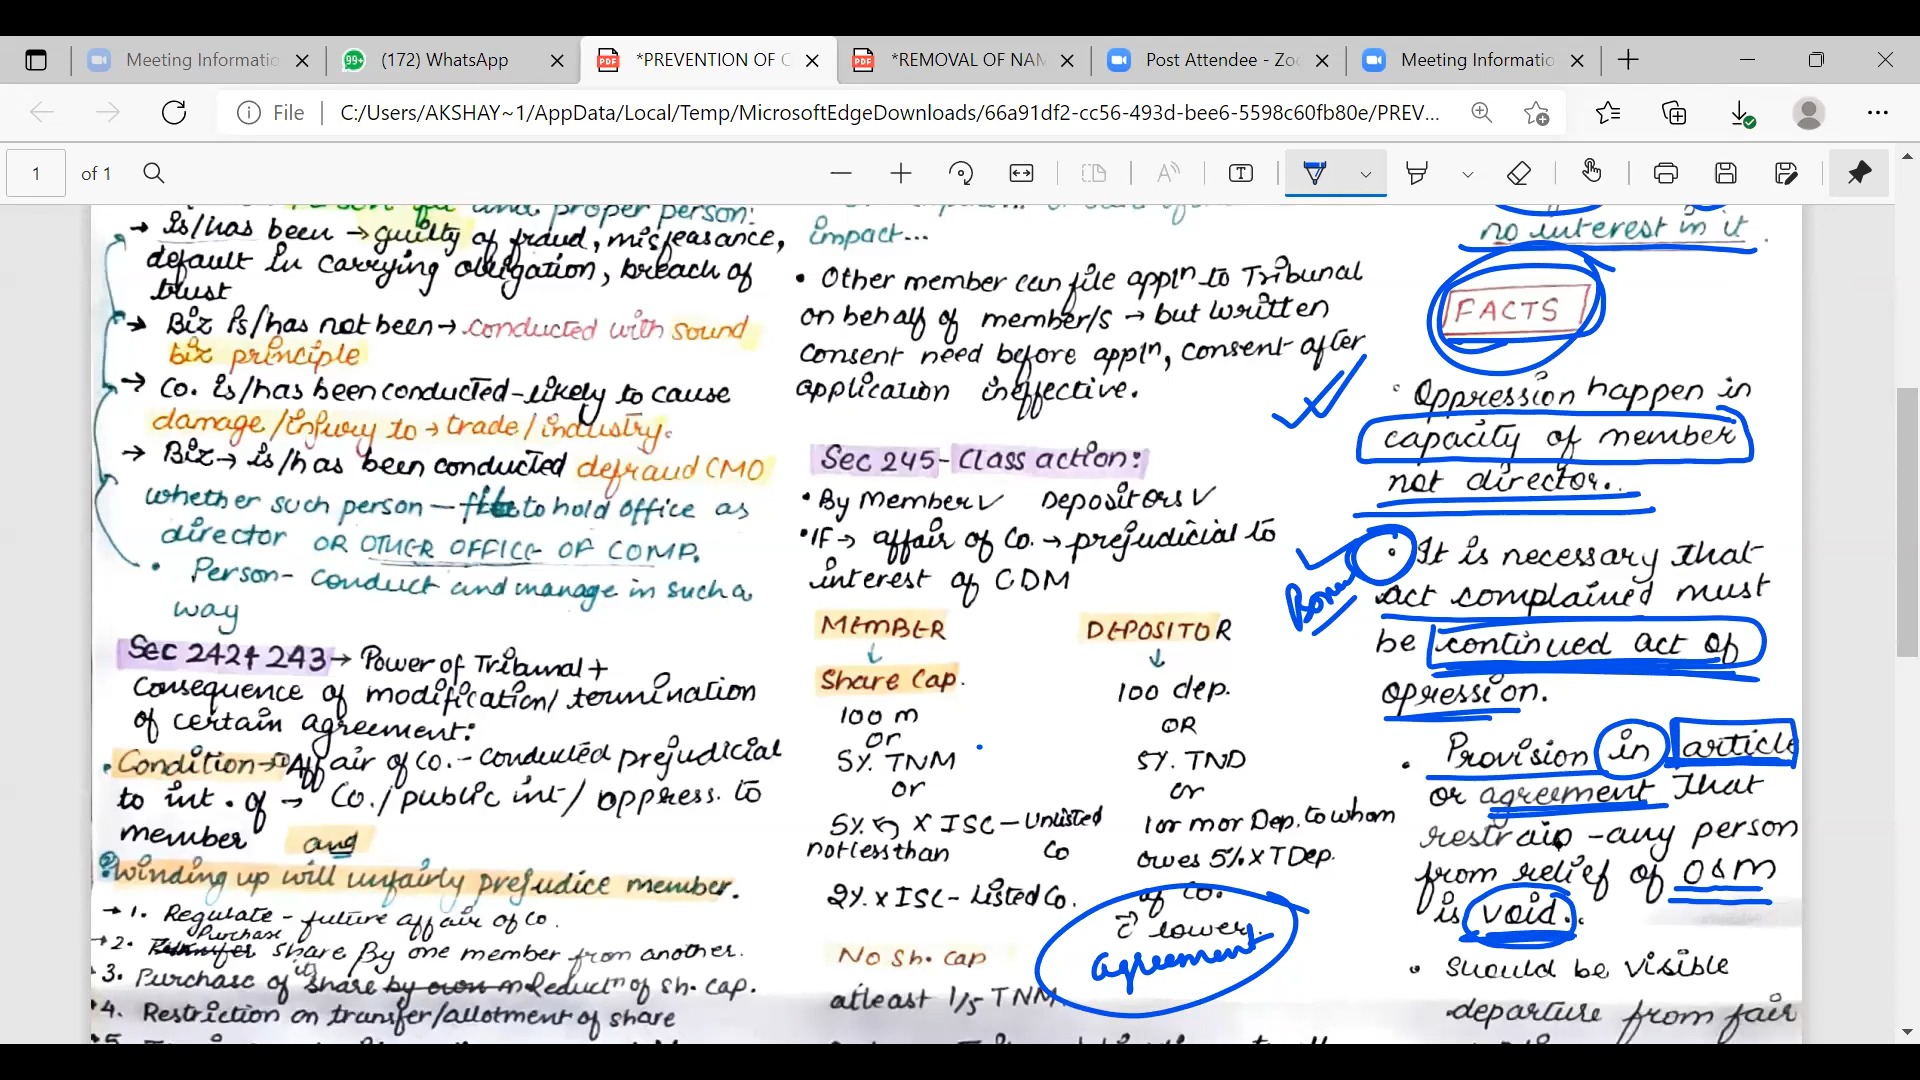 Meeting Informatio
(172) WhatsApp
*PREVENTION OF C
*REMOVAL OF NAM
Post Attendee - Zoo
Meeting Informatio
File
C:/Users/AKSHAY~1/AppData/Local/Temp/MicrosoftEdgeDownloads/66a91df2-cc56-493d-bee6-5598c60fb80e/PREV...
1 of 1
and proper person:
→ is/has been → guilty of fraud, misfeasance,
default in carrying obligation, breach of
trust
→ Biz is/has not been → conducted with sound
biz principle
→ Co. is/has been conducted - likely to cause
damage/injury to → trade/industry.
→ Biz → is/has been conducted defraud CMO
whether such person - fit to hold office as
director OR OTHER OFFICE OF COMP.
• Person - conduct and manage in such a
way
Sec 242 + 243 → Power of Tribunal +
Consequence of modification/termination
of certain agreement:
• Condition → ① Affair of Co. - conducted prejudicial
to int. of → Co./public int/oppress. to
member and
② winding up will unfairly prejudice member.
→ 1. Regulate - future affair of Co.
→ 2. Purchase share By one member from another.
→ 3. Purchase of its share by own Reductn of sh. cap.
→ 4. Restriction on transfer/allotment of share
impact...
• Other member can file appln to Tribunal
on behalf of member/s → but written
consent need before appln, consent after
application ineffective.
Sec 245 - Class action:
• By Member ✓ Depositors ✓
• IF → affair of Co. → prejudicial to
interest of CDM
MEMBER
↓
Share Cap.
100 m
or
5% TNM
or
5% × ISC - Unlisted
not less than Co
2% × ISC - Listed Co.
No Sh. cap
atleast 1/5 TNM
DEPOSITOR
↓
100 dep.
OR
5% TND
or
1 or mor Dep. to whom
owes 5% × T Dep.
of Co.
lower.
agreement
no interest in it.
FACTS
• Oppression happen in
capacity of member
not director.
• It is necessary that
act complained must
be continued act of
opression.
• Provision in article
or agreement that
restrain - any person
from relief of O&M
is void.
• Should be visible
departure from fair